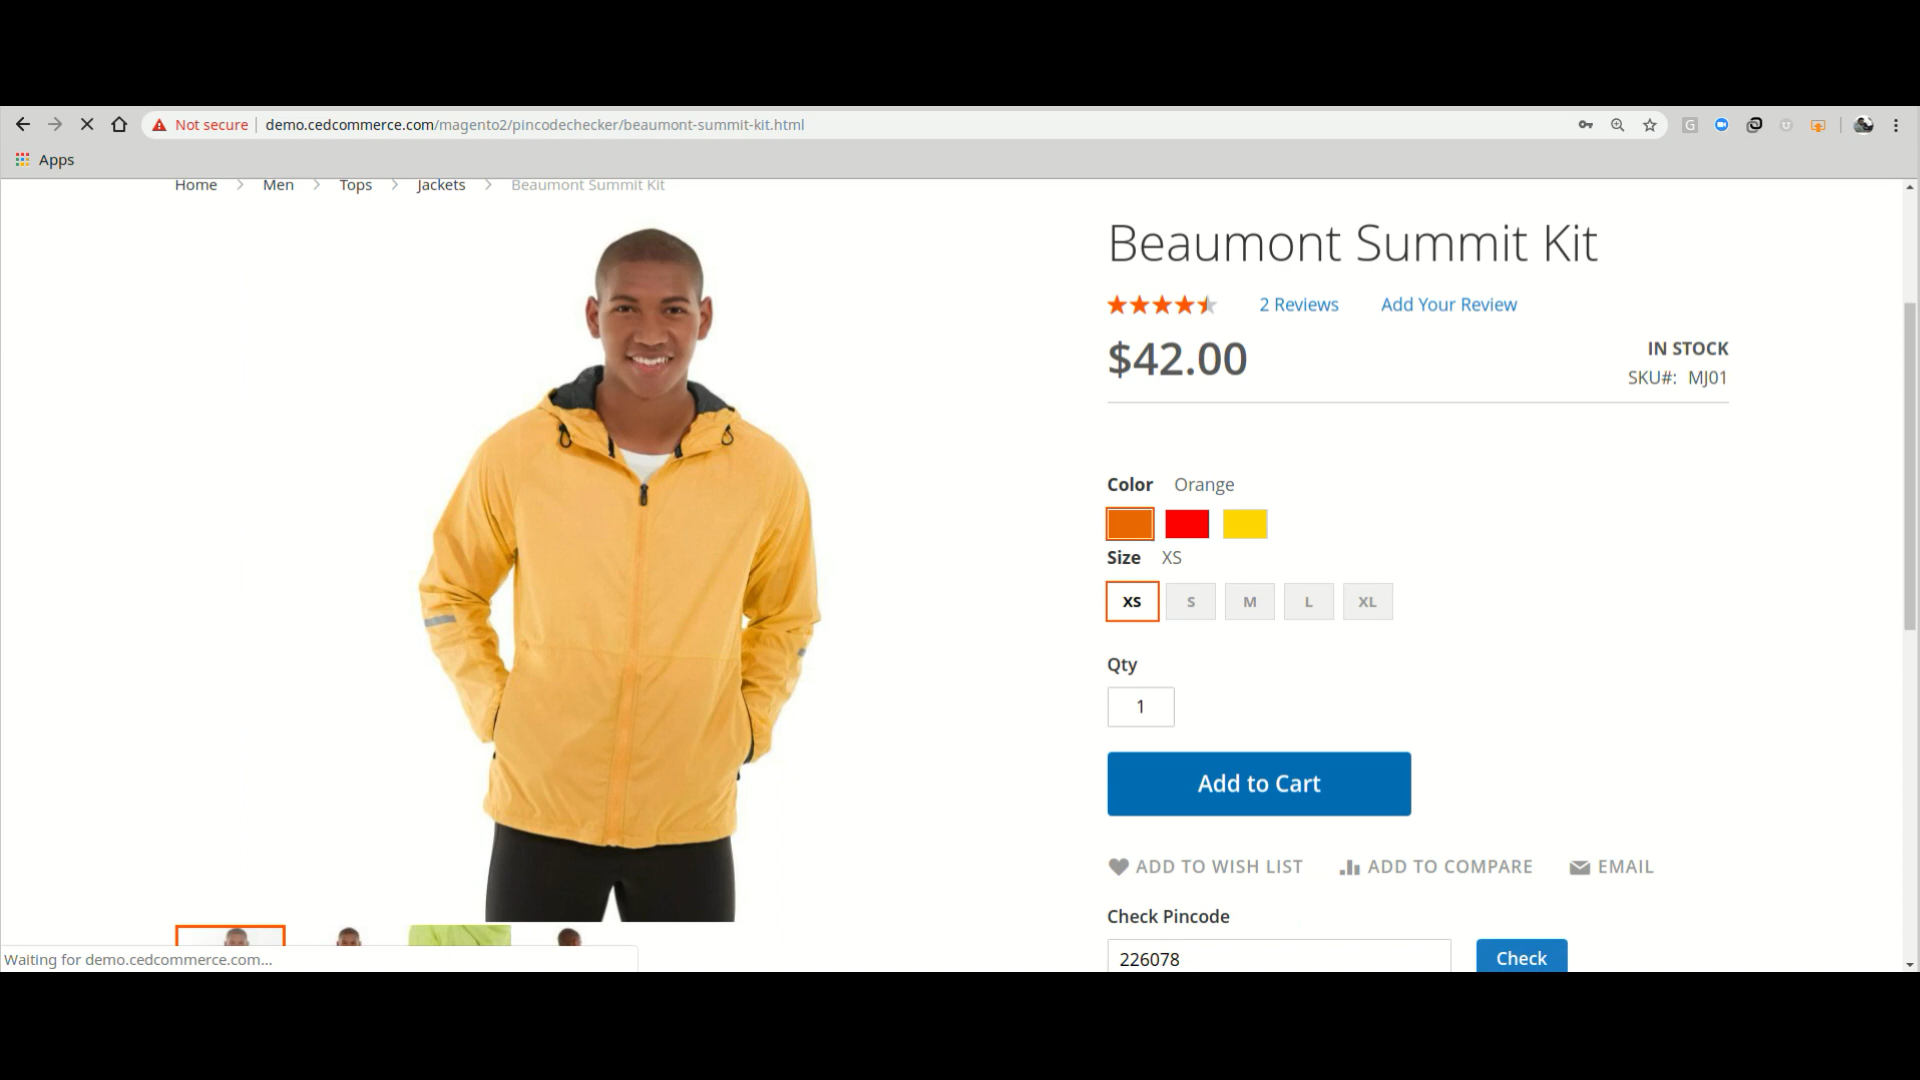 Not secure demo.cedcommerce.com/magento2/pincodechecker/beaumont-summit-kit.html
Apps
Home Men Tops Jackets Beaumont Summit Kit
Beaumont Summit Kit
2 Reviews Add Your Review
$42.00
IN STOCK
SKU#: MJ01
Color Orange
Size XS
XS S M L XL
Qty
1
Add to Cart
ADD TO WISH LIST ADD TO COMPARE EMAIL
Check Pincode
226078 Check
Waiting for demo.cedcommerce.com...